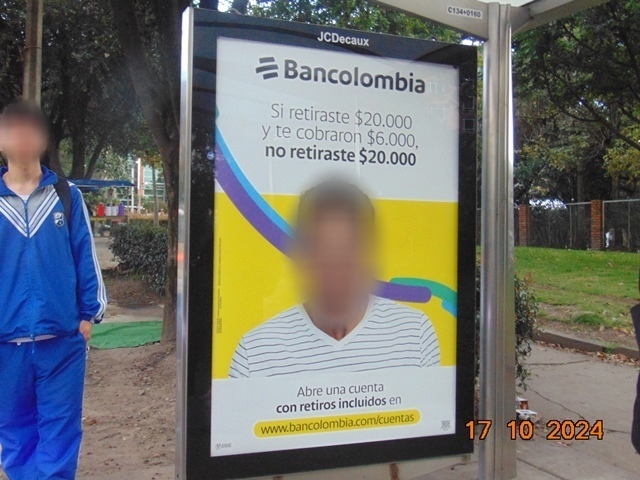 C134+0160
JCDecaux
Bancolombia
Si retiraste $20.000
y te cobraron $6.000,
no retiraste $20.000
Abre una cuenta
con retiros incluidos en
www.bancolombia.com/cuentas
17 10 2024